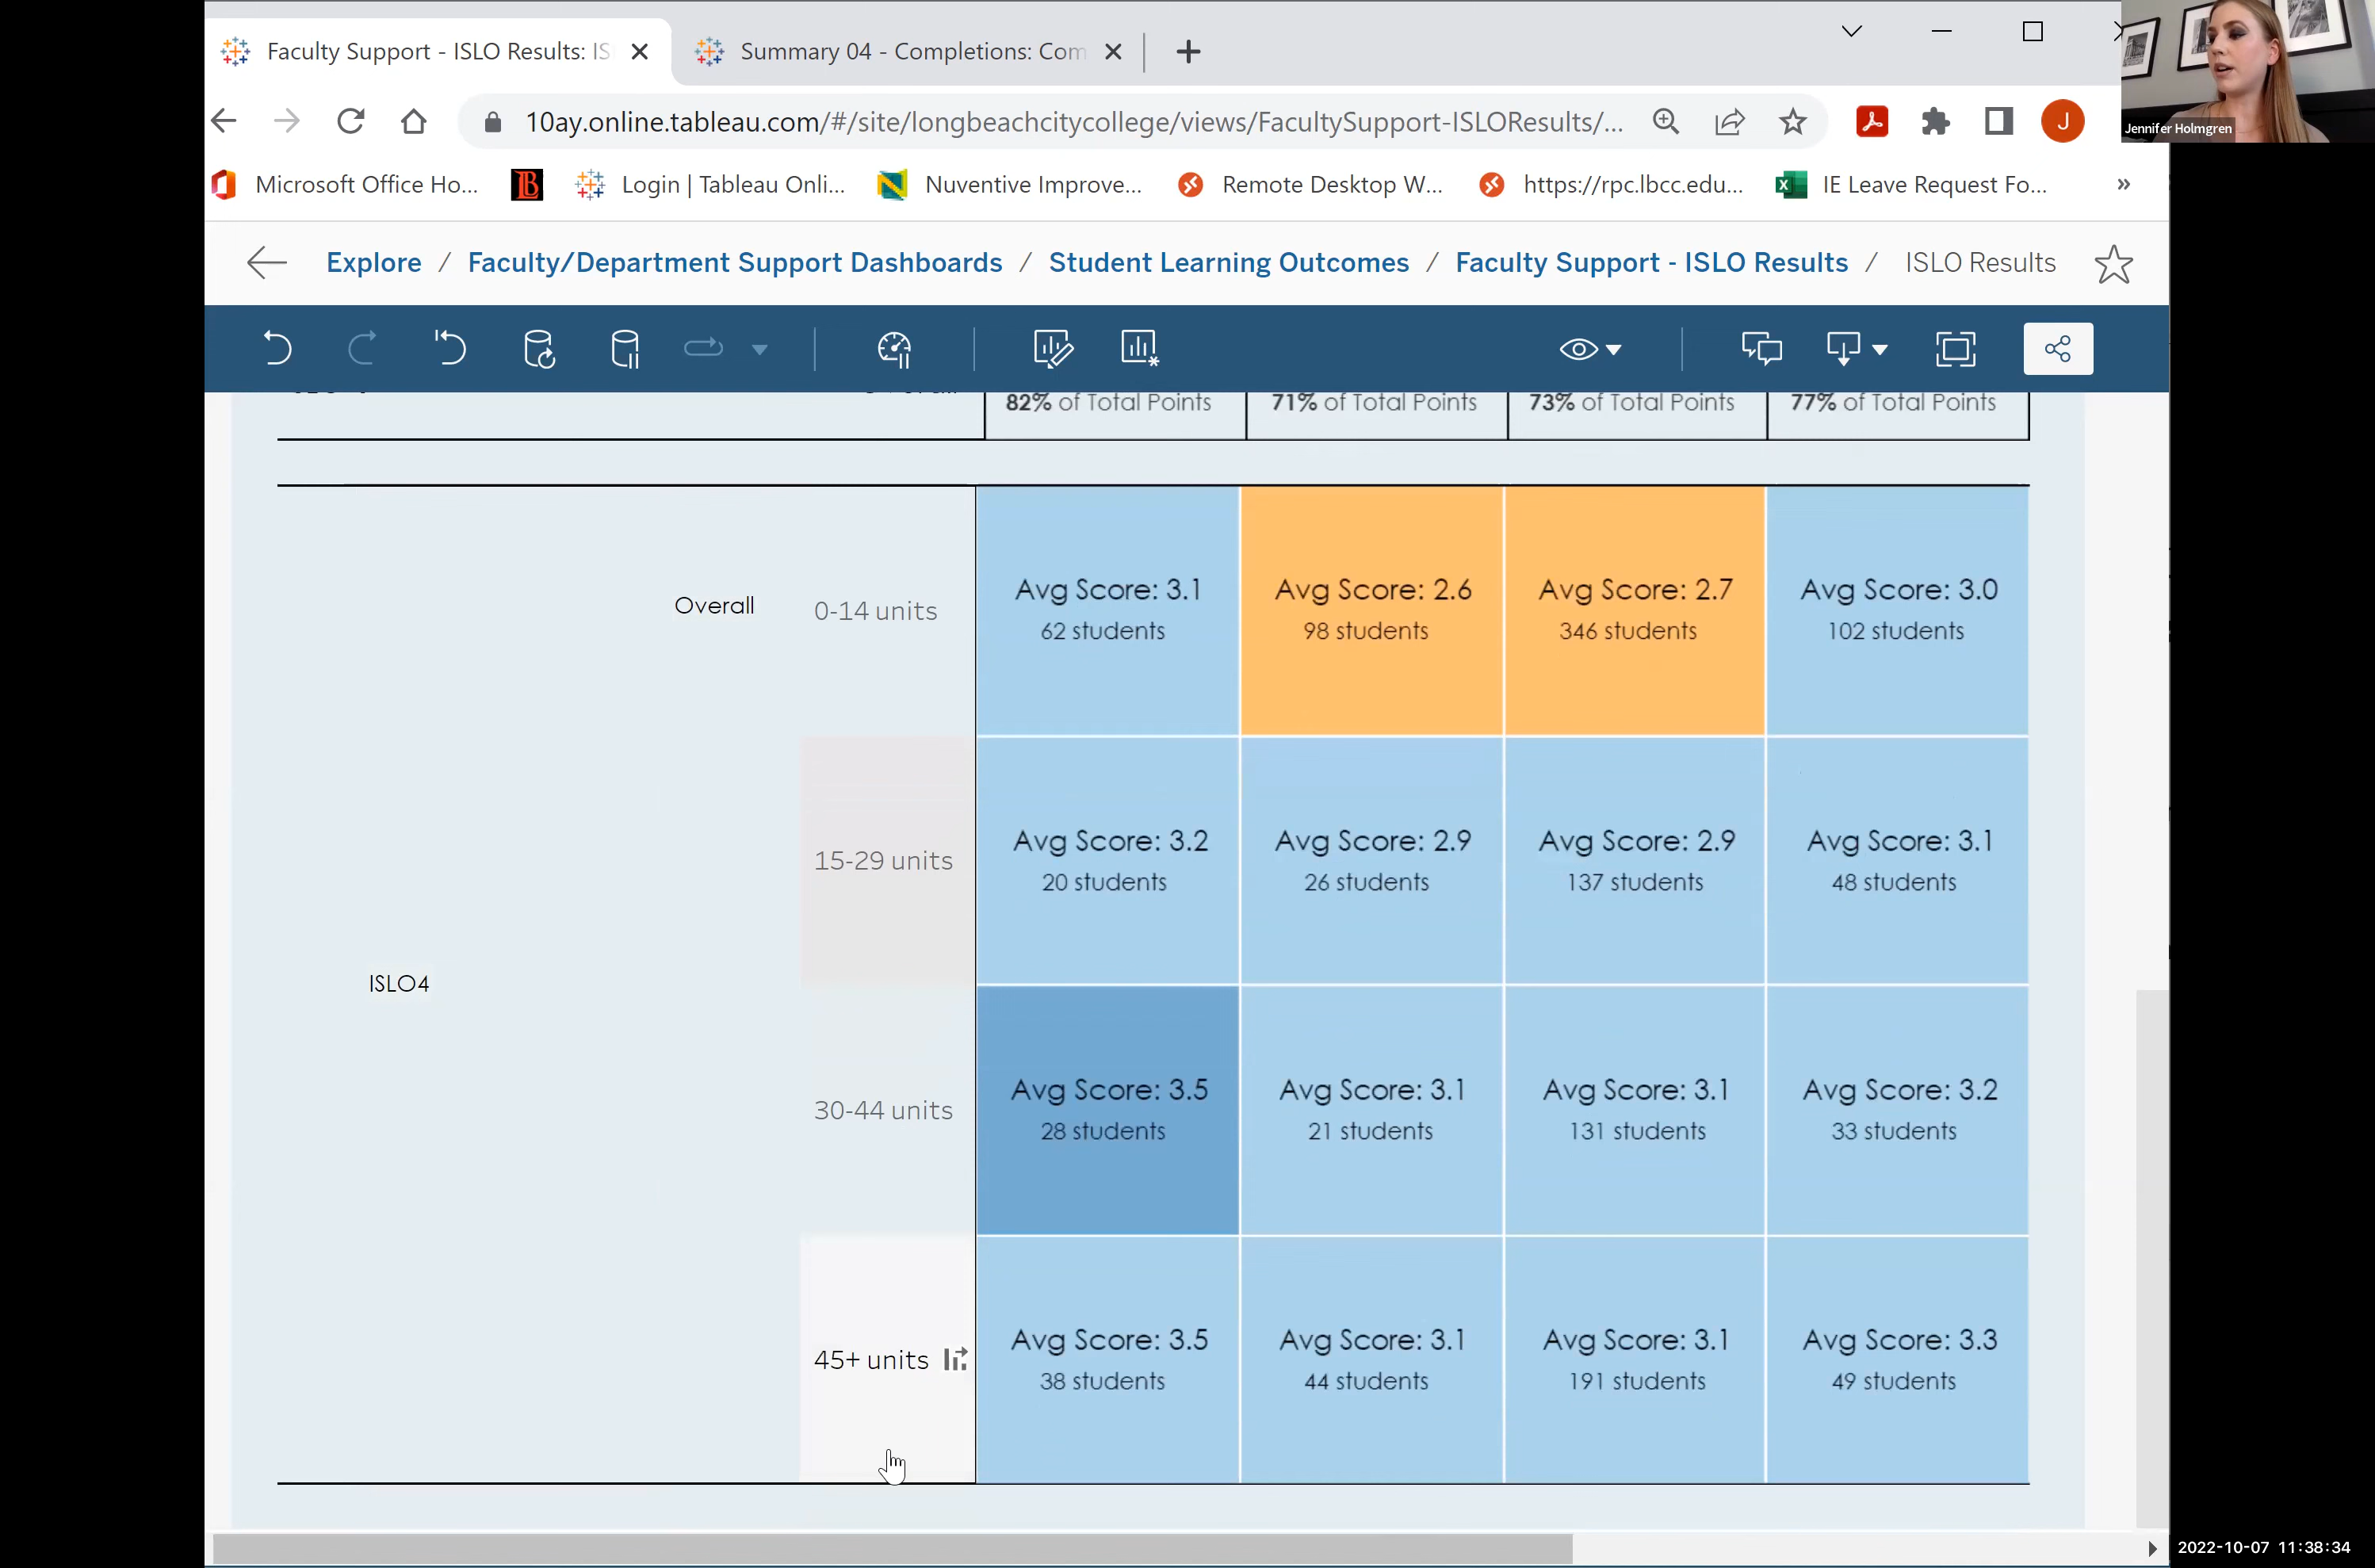 Faculty Support - ISLO Results: IS
Summary 04 - Completions: Com
10ay.online.tableau.com/#/site/longbeachcitycollege/views/FacultySupport-ISLOResults/...
J
Jennifer Holmgren
Microsoft Office Ho...
Login | Tableau Onli...
Nuventive Improve...
Remote Desktop W...
https://rpc.lbcc.edu...
IE Leave Request Fo...
»
Explore / Faculty/Department Support Dashboards / Student Learning Outcomes / Faculty Support - ISLO Results / ISLO Results
82% of Total Points 71% of Total Points 73% of Total Points 77% of Total Points
Overall 0-14 units
Avg Score: 3.1 Avg Score: 2.6 Avg Score: 2.7 Avg Score: 3.0
62 students 98 students 346 students 102 students
15-29 units
Avg Score: 3.2 Avg Score: 2.9 Avg Score: 2.9 Avg Score: 3.1
20 students 26 students 137 students 48 students
ISLO4
30-44 units
Avg Score: 3.5 Avg Score: 3.1 Avg Score: 3.1 Avg Score: 3.2
28 students 21 students 131 students 33 students
45+ units
Avg Score: 3.5 Avg Score: 3.1 Avg Score: 3.1 Avg Score: 3.3
38 students 44 students 191 students 49 students
2022-10-07 11:38:34